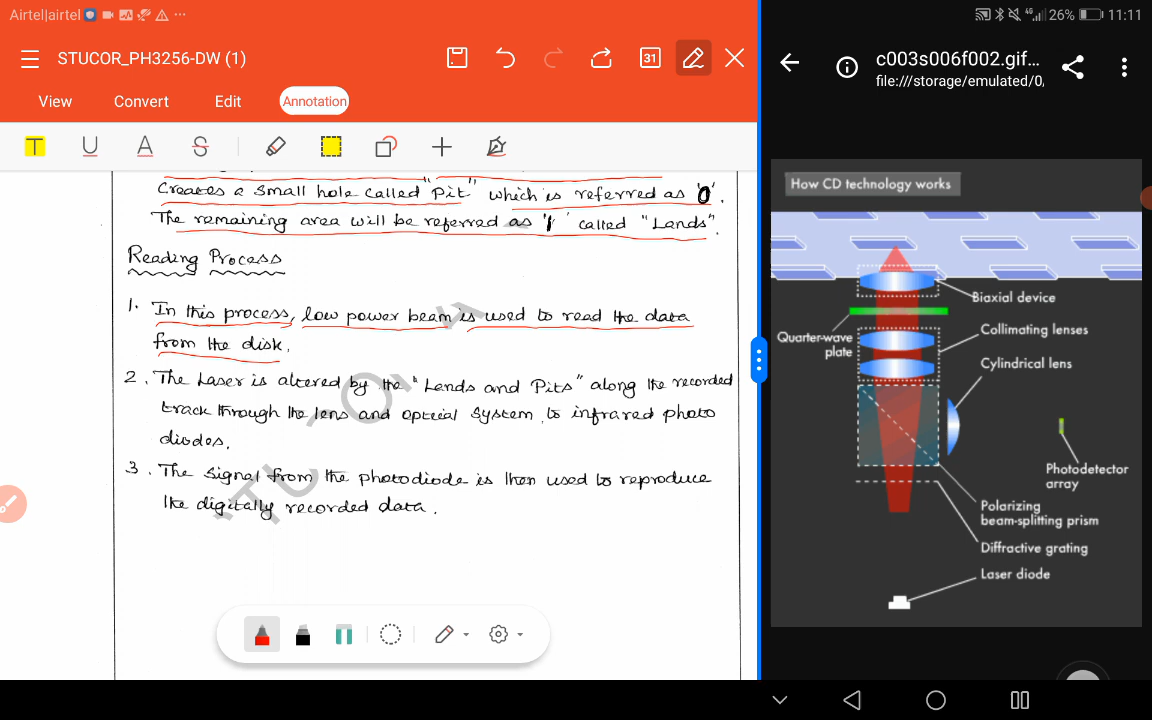 Airtel|airtel
26% 11:11
STUCOR_PH3256-DW (1)
31
View Convert Edit Annotation
T U A S
Creates a small hole called "Pit" which is referred as '0'.
The remaining area will be referred as '1' called "Lands".
Reading Process
1. In this process, low power beam is used to read the data
from the disk.
2. The Laser is altered by the "Lands and Pits" along the recorded
track through the lens and optical system to infrared photo
diodes.
3. The signal from the photodiode is then used to reproduce
the digitally recorded data.
c003s006f002.gif...
file:///storage/emulated/0,
How CD technology works
Biaxial device
Quarter-wave
plate
Collimating lenses
Cylindrical lens
Photodetector
array
Polarizing
beam-splitting prism
Diffractive grating
Laser diode